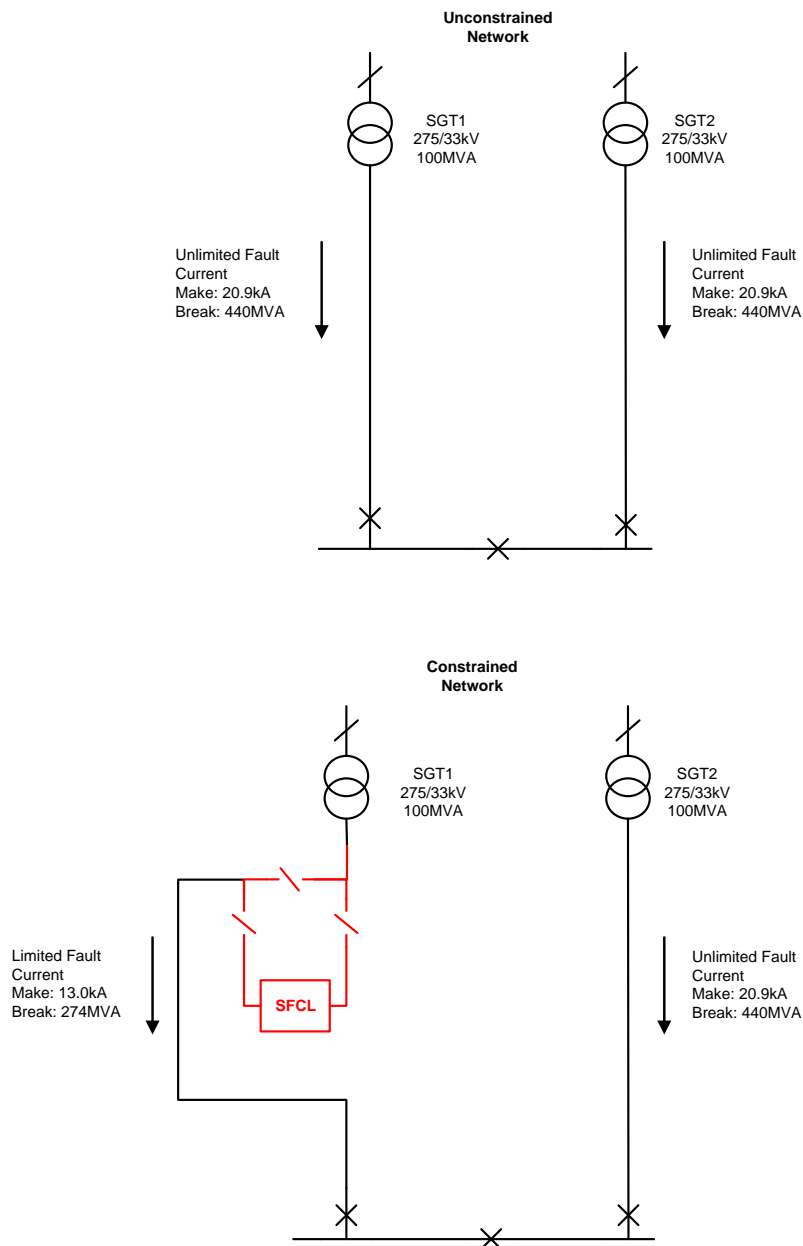 Unconstrained
Network
SGT1
275/33kV
100MVA
SGT2
275/33kV
100MVA
Unlimited Fault
Current
Make: 20.9kA
Break: 440MVA
Unlimited Fault
Current
Make: 20.9kA
Break: 440MVA
Constrained
Network
SGT1
275/33kV
100MVA
SGT2
275/33kV
100MVA
Limited Fault
Current
Make: 13.0kA
Break: 274MVA
SFCL
Unlimited Fault
Current
Make: 20.9kA
Break: 440MVA